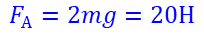 F_A = 2mg = 20Н